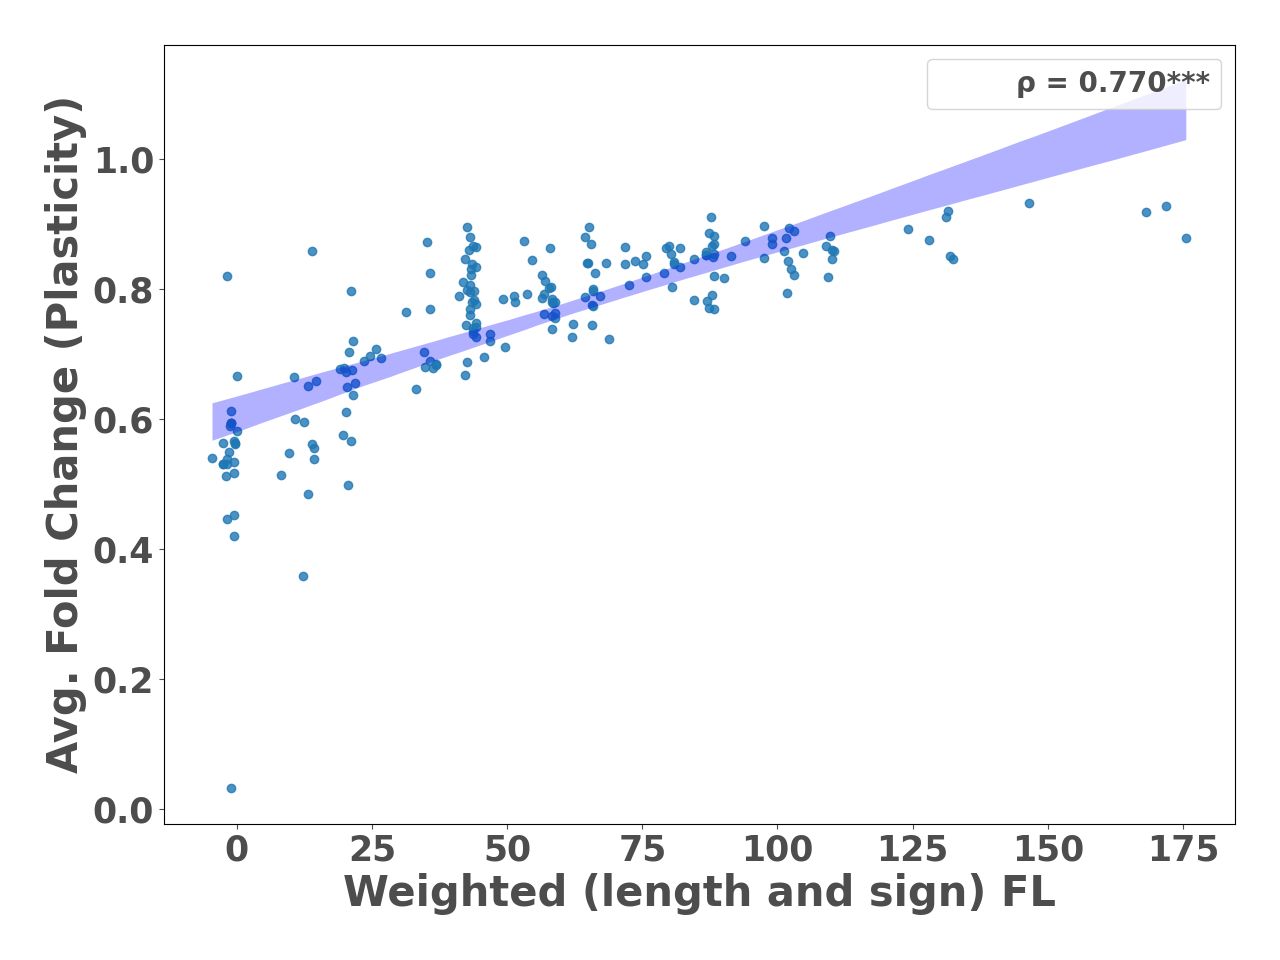 ρ = 0.770***
Avg. Fold Change (Plasticity)
1.0
0.8
0.6
0.4
0.2
0.0
0 25 50 75 100 125 150 175
Weighted (length and sign) FL